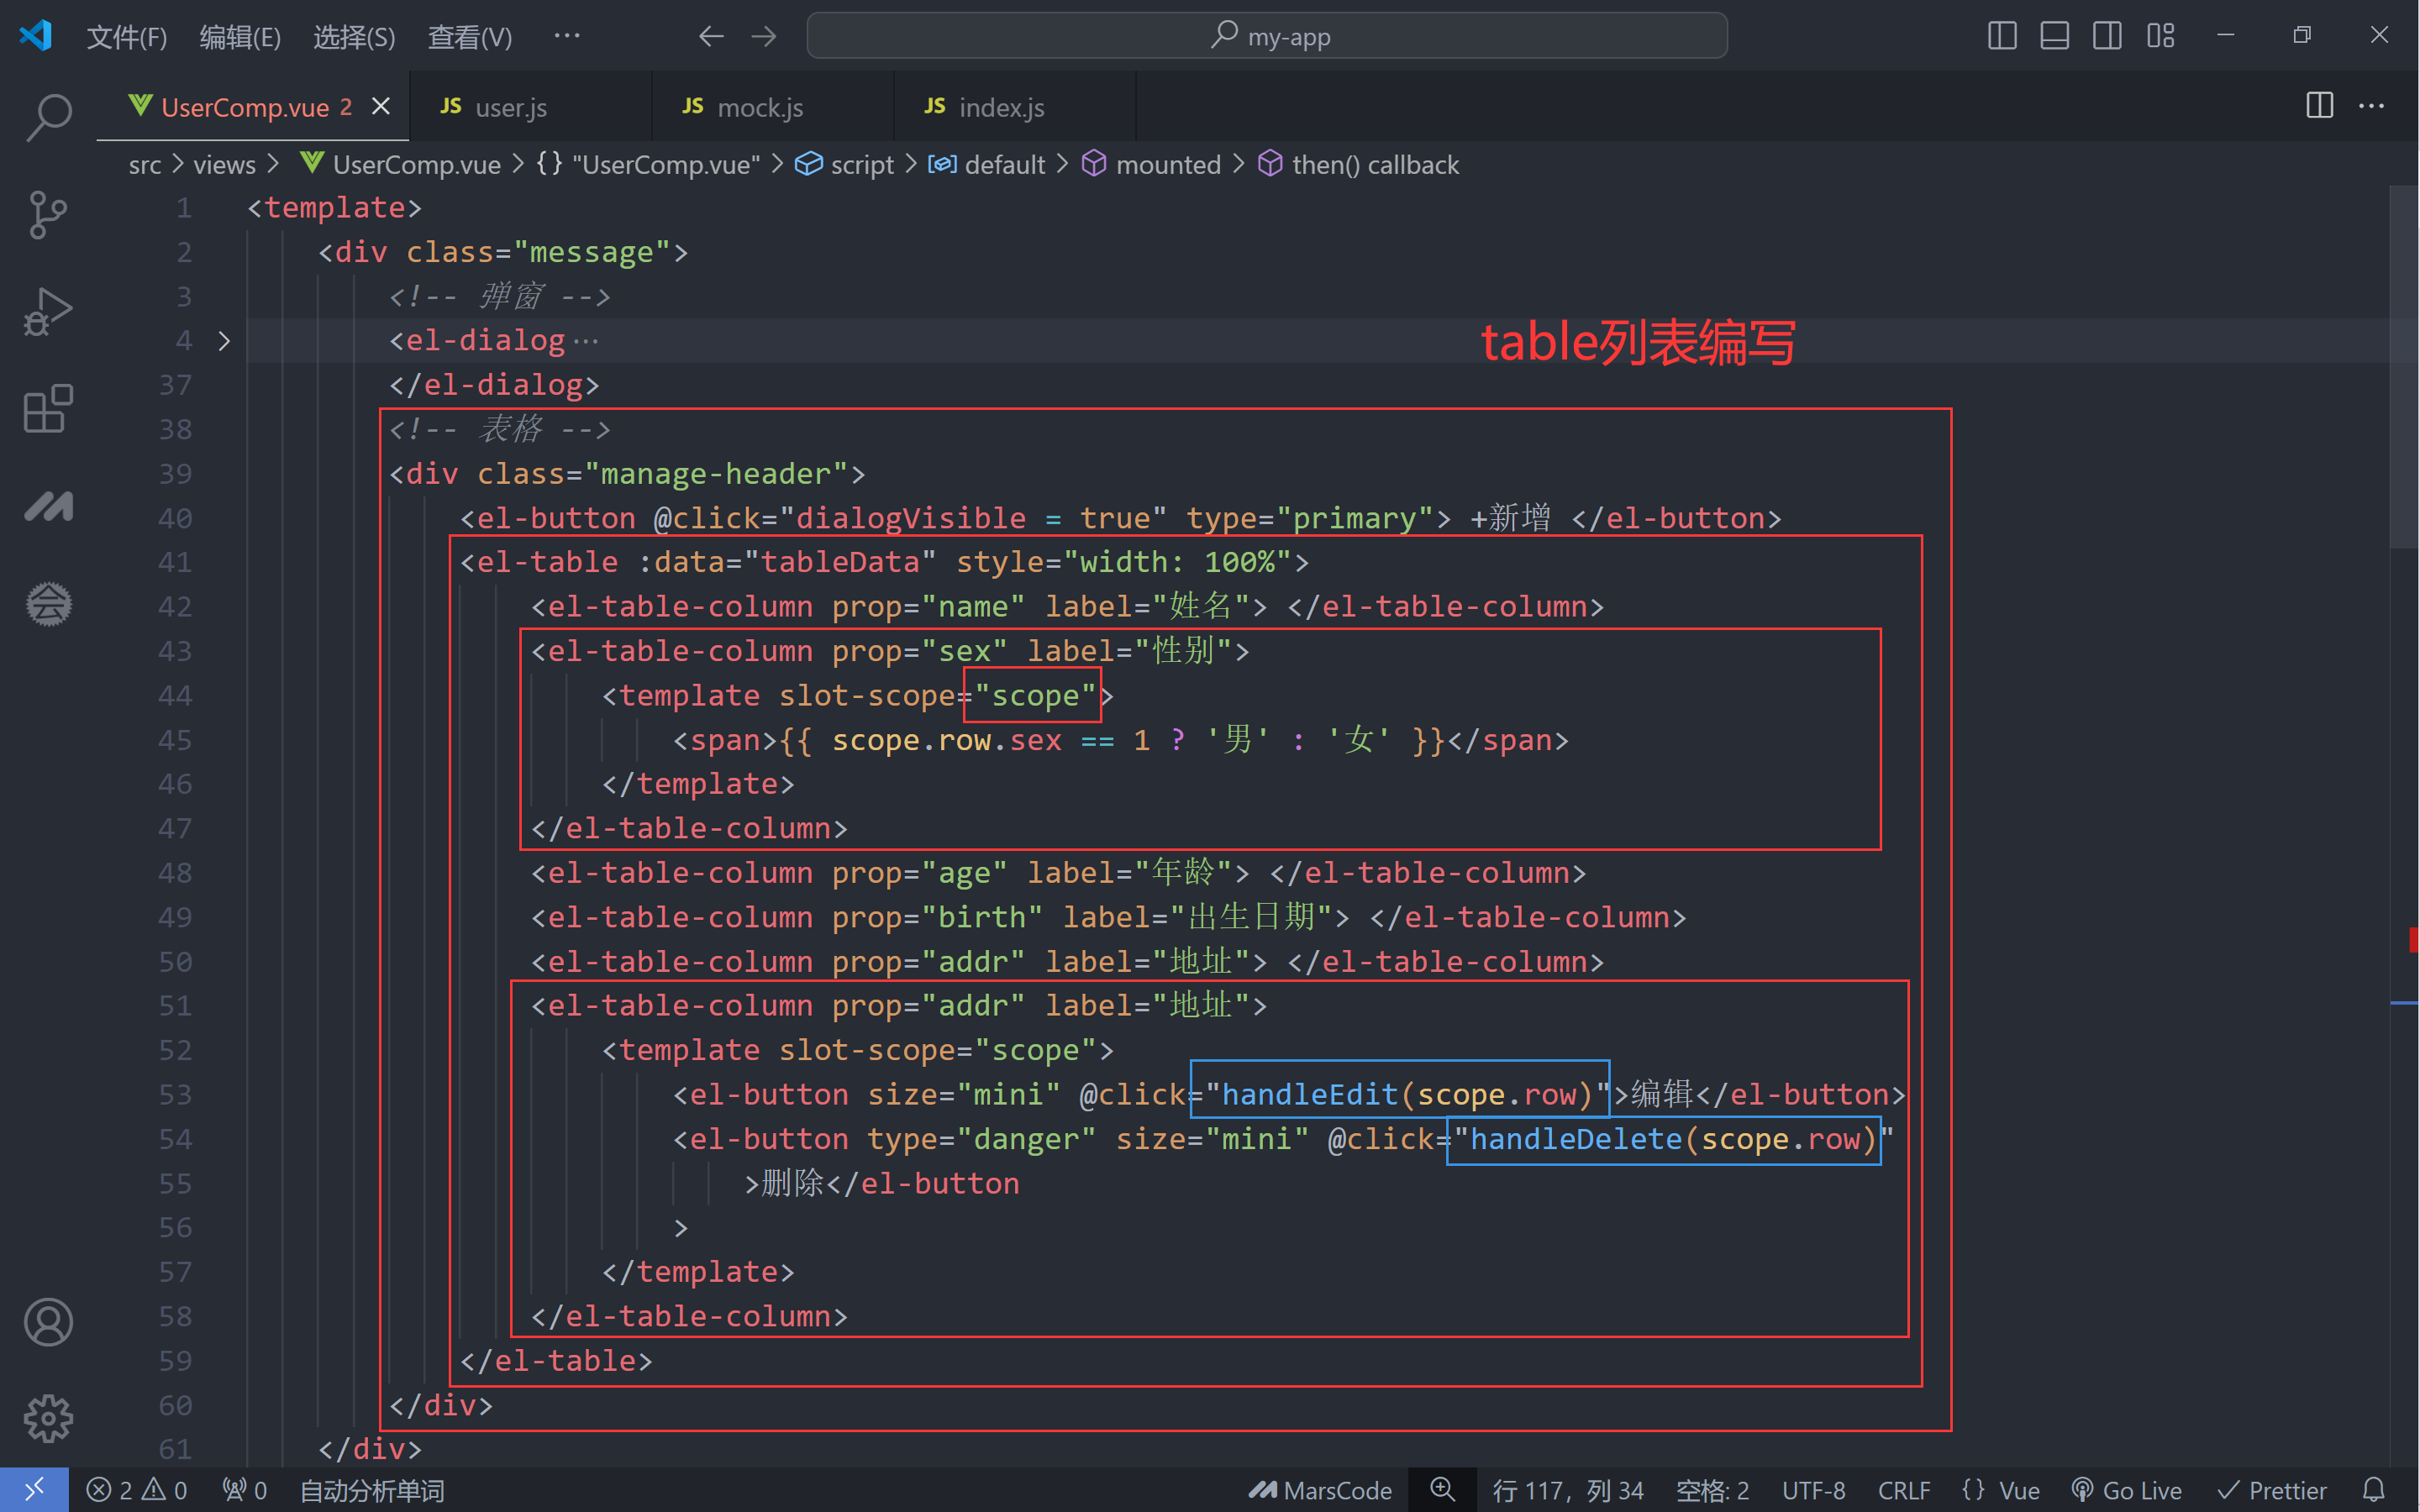 文件(F) 编辑(E) 选择(S) 查看(V) ··· my-app
UserComp.vue 2 JS user.js JS mock.js JS index.js
src > views > UserComp.vue > {} "UserComp.vue" > script > default > mounted > then() callback
1 <template>
2 <div class="message">
3 <!-- 弹窗 -->
4 <el-dialog···
table列表编写
37 </el-dialog>
38 <!-- 表格 -->
39 <div class="manage-header">
40 <el-button @click="dialogVisible = true" type="primary"> +新增 </el-button>
41 <el-table :data="tableData" style="width: 100%">
42 <el-table-column prop="name" label="姓名"> </el-table-column>
43 <el-table-column prop="sex" label="性别">
44 <template slot-scope="scope">
45 <span>{{ scope.row.sex == 1 ? '男' : '女' }}</span>
46 </template>
47 </el-table-column>
48 <el-table-column prop="age" label="年龄"> </el-table-column>
49 <el-table-column prop="birth" label="出生日期"> </el-table-column>
50 <el-table-column prop="addr" label="地址"> </el-table-column>
51 <el-table-column prop="addr" label="地址">
52 <template slot-scope="scope">
53 <el-button size="mini" @click="handleEdit(scope.row)">编辑</el-button>
54 <el-button type="danger" size="mini" @click="handleDelete(scope.row)"
55 >删除</el-button
56 >
57 </template>
58 </el-table-column>
59 </el-table>
60 </div>
61 </div>
2 0 0 自动分析单词 MarsCode 行 117，列 34 空格: 2 UTF-8 CRLF {} Vue Go Live Prettier